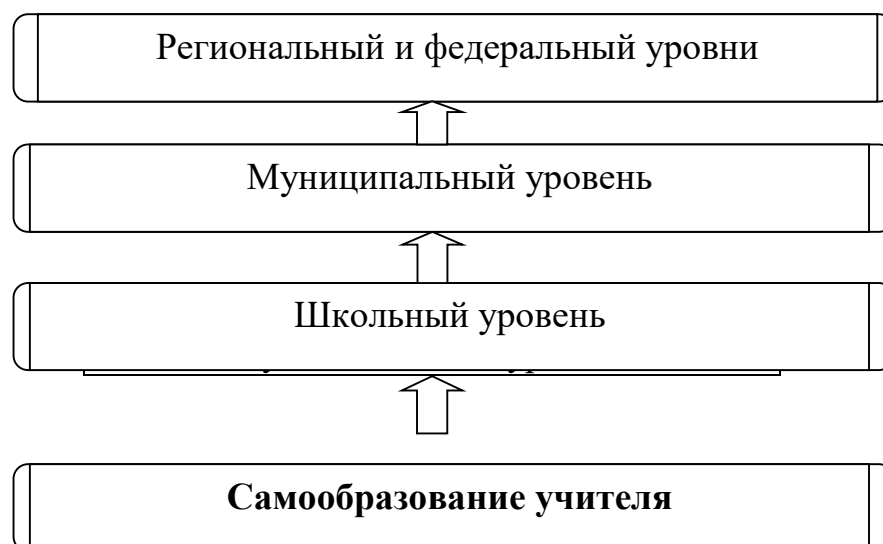 Региональный и федеральный уровни
Муниципальный уровень
Школьный уровень
Самообразование учителя